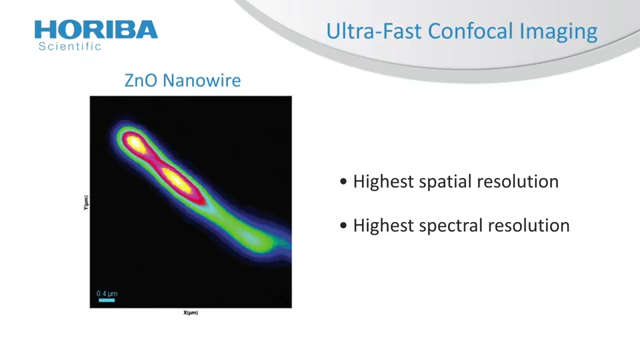 HORIBA
Scientific
Ultra-Fast Confocal Imaging
ZnO Nanowire
Y(µm)
0.4 µm
X(µm)
• Highest spatial resolution
• Highest spectral resolution